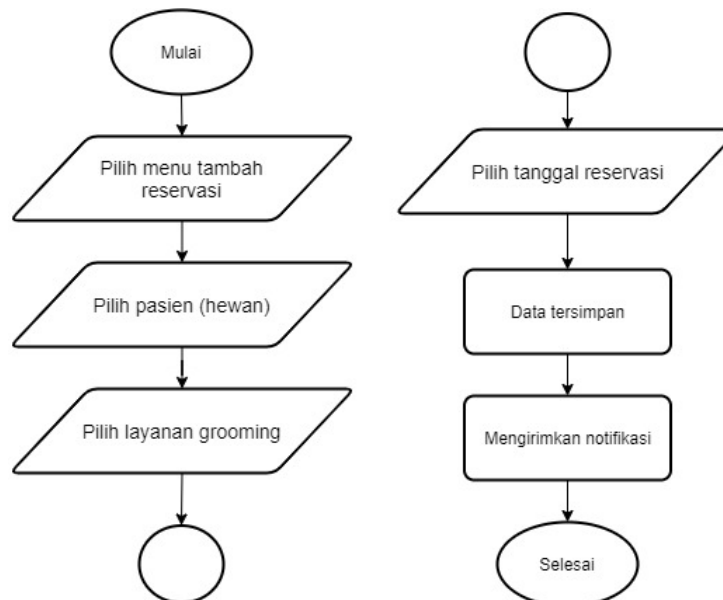 Mulai
Pilih menu tambah
reservasi
Pilih pasien (hewan)
Pilih layanan grooming
Pilih tanggal reservasi
Data tersimpan
Mengirimkan notifikasi
Selesai